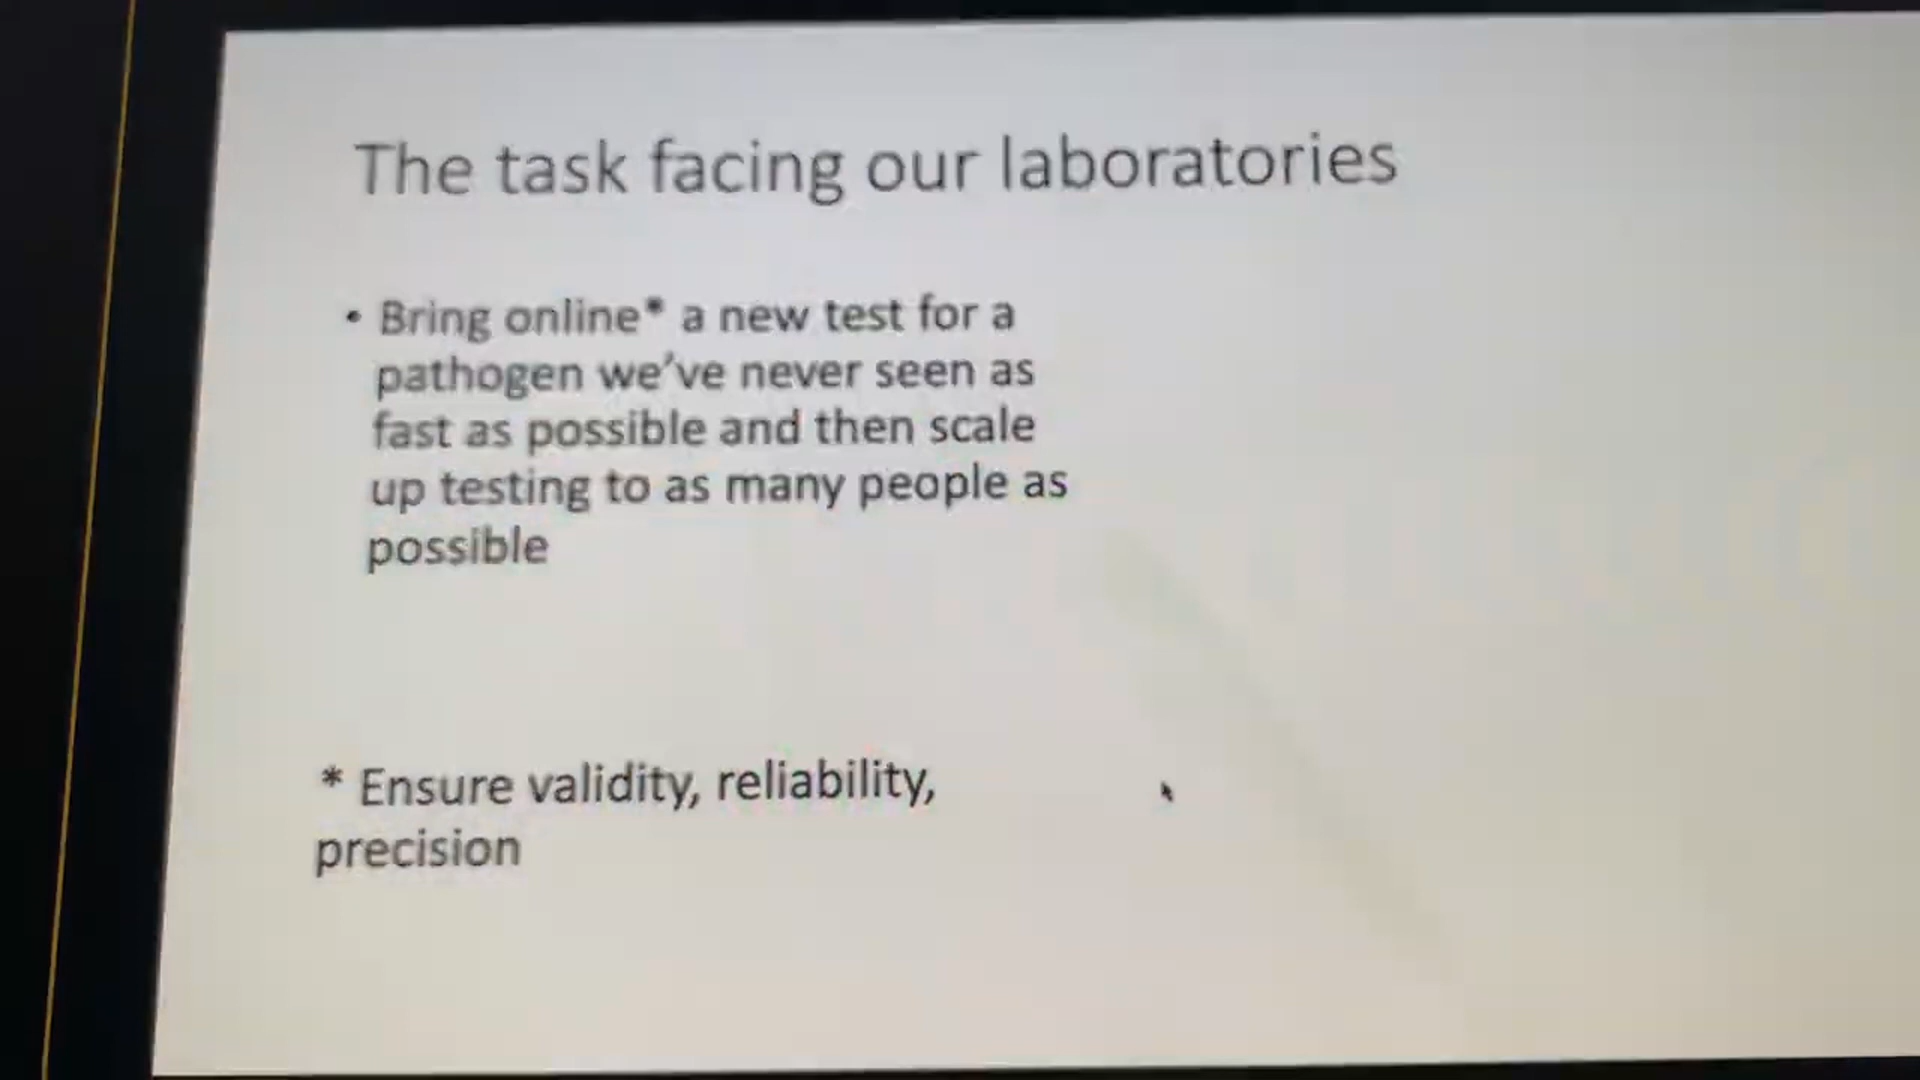 The task facing our laboratories
• Bring online* a new test for a
pathogen we've never seen as
fast as possible and then scale
up testing to as many people as
possible
* Ensure validity, reliability,
precision